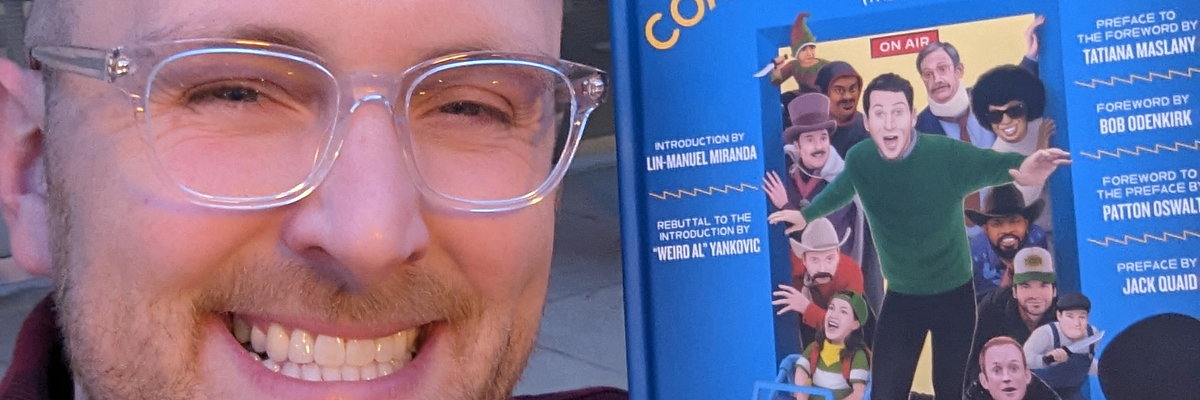 COM
ON AIR
INTRODUCTION BY
LIN-MANUEL MIRANDA
REBUTTAL TO THE
INTRODUCTION BY
"WEIRD AL" YANKOVIC
PREFACE TO
THE FOREWORD BY
TATIANA MASLANY
FOREWORD BY
BOB ODENKIRK
FOREWORD TO
THE PREFACE BY
PATTON OSWALT
PREFACE BY
JACK QUAID